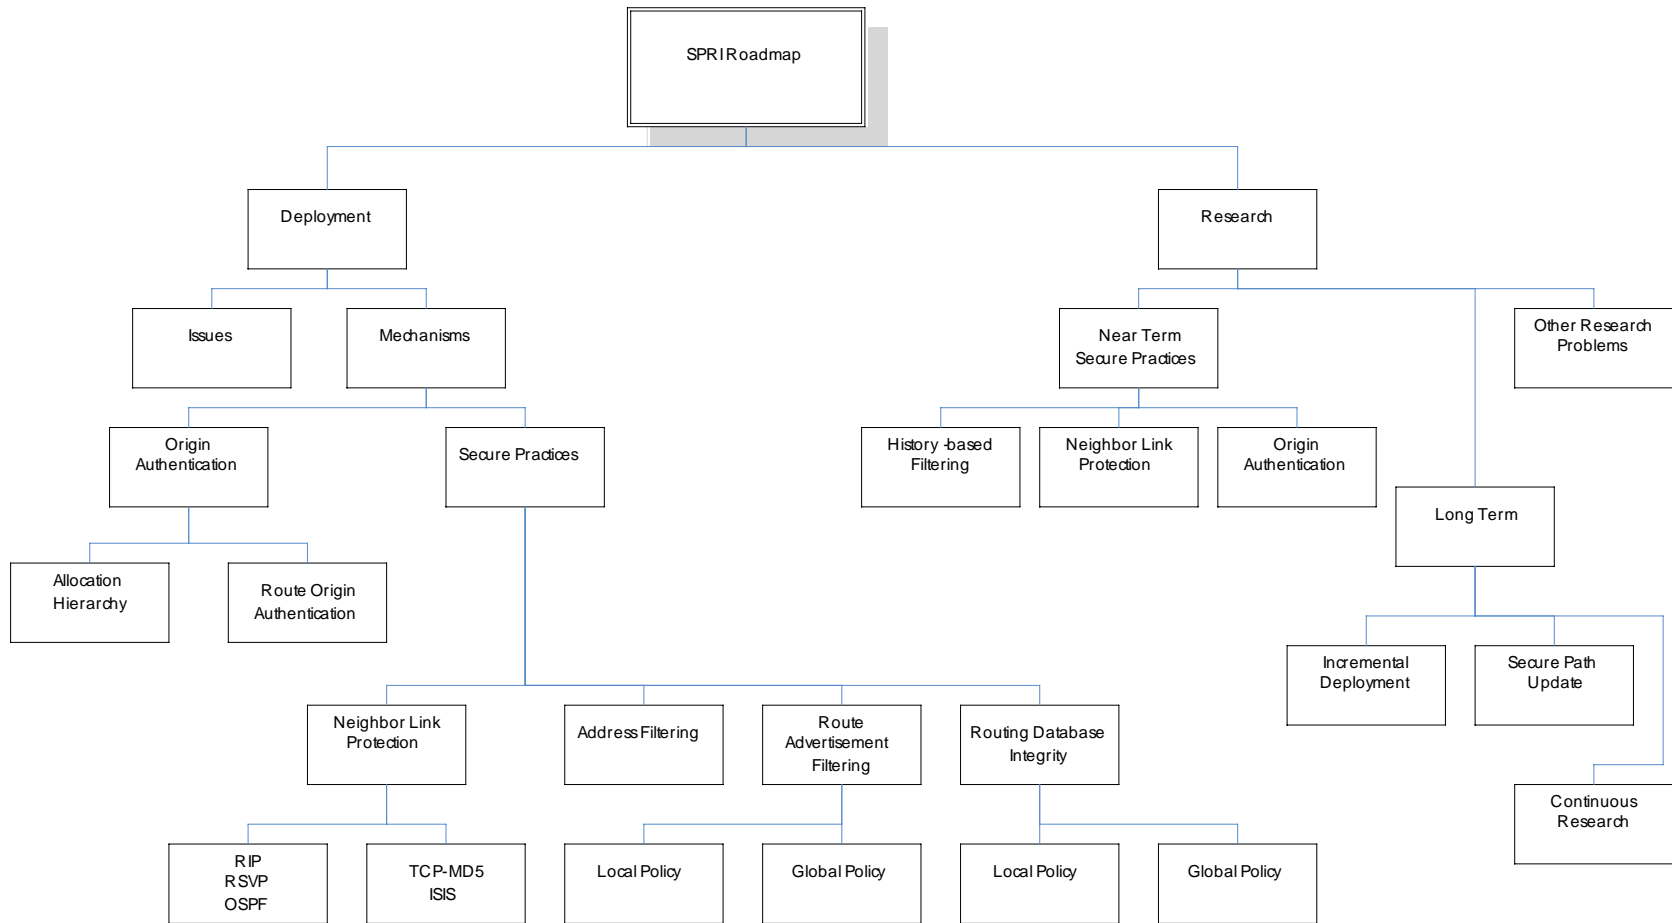 SPRI Roadmap
Deployment
Research
Issues
Mechanisms
Near Term
Secure Practices
Other Research
Problems
Origin
Authentication
Secure Practices
History -based
Filtering
Neighbor Link
Protection
Origin
Authentication
Long Term
Allocation
Hierarchy
Route Origin
Authentication
Incremental
Deployment
Secure Path
Update
Neighbor Link
Protection
Address Filtering
Route
Advertisement
Filtering
Routing Database
Integrity
Continuous
Research
RIP
RSVP
OSPF
TCP-MD5
ISIS
Local Policy
Global Policy
Local Policy
Global Policy